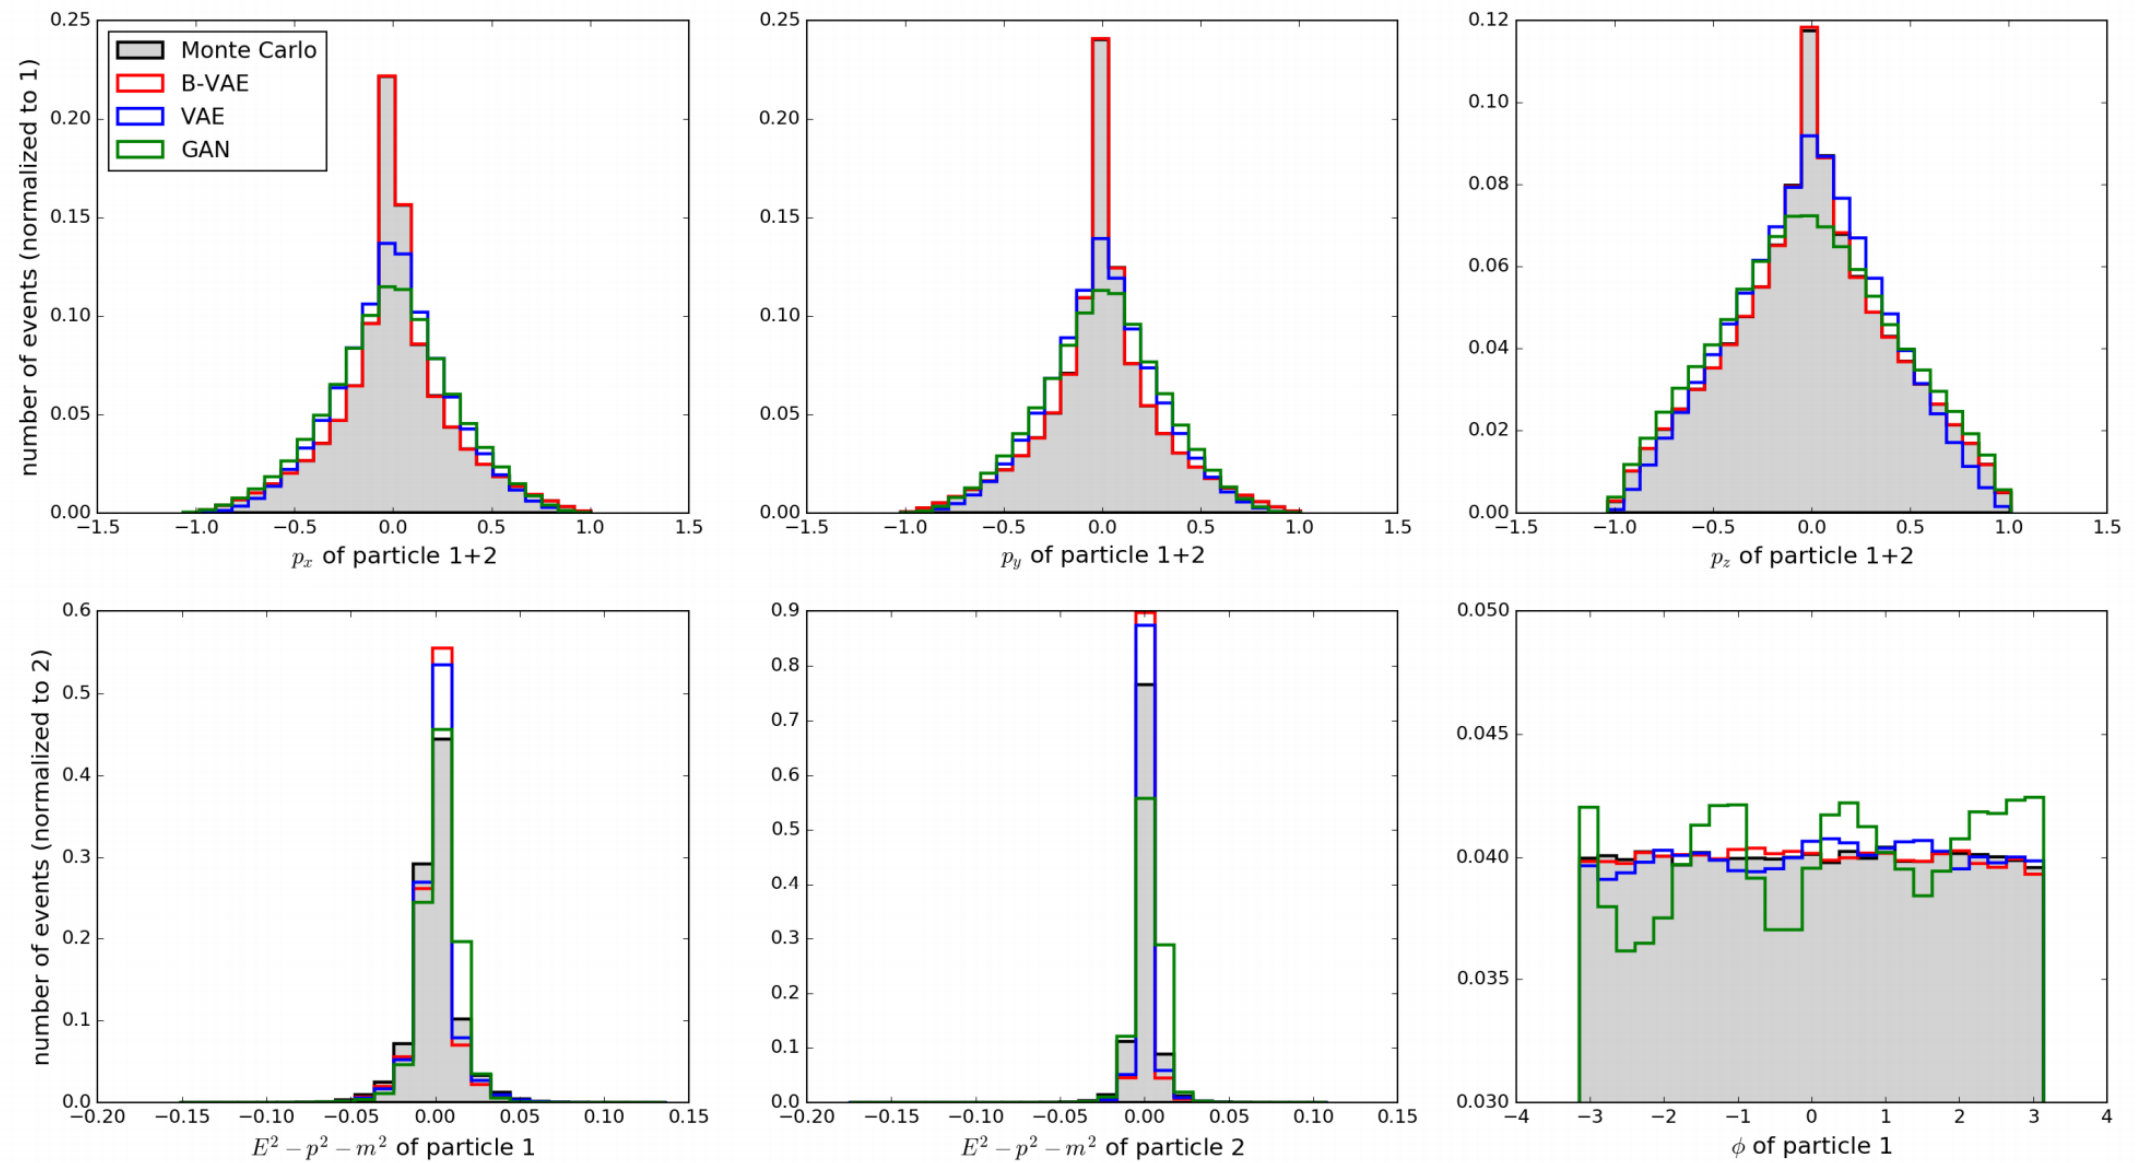 number of events (normalized to 1)
0.25
0.20
0.15
0.10
0.05
0.00
Monte Carlo
B-VAE
VAE
GAN
−1.5 −1.0 −0.5 0.0 0.5 1.0 1.5
p_x of particle 1+2
0.25
0.20
0.15
0.10
0.05
0.00
−1.5 −1.0 −0.5 0.0 0.5 1.0 1.5
p_y of particle 1+2
0.12
0.10
0.08
0.06
0.04
0.02
0.00
−1.5 −1.0 −0.5 0.0 0.5 1.0 1.5
p_z of particle 1+2
number of events (normalized to 2)
0.6
0.5
0.4
0.3
0.2
0.1
0.0
−0.20 −0.15 −0.10 −0.05 0.00 0.05 0.10 0.15
E² − p² − m² of particle 1
0.9
0.8
0.7
0.6
0.5
0.4
0.3
0.2
0.1
0.0
−0.20 −0.15 −0.10 −0.05 0.00 0.05 0.10 0.15
E² − p² − m² of particle 2
0.050
0.045
0.040
0.035
0.030
−4 −3 −2 −1 0 1 2 3 4
ϕ of particle 1